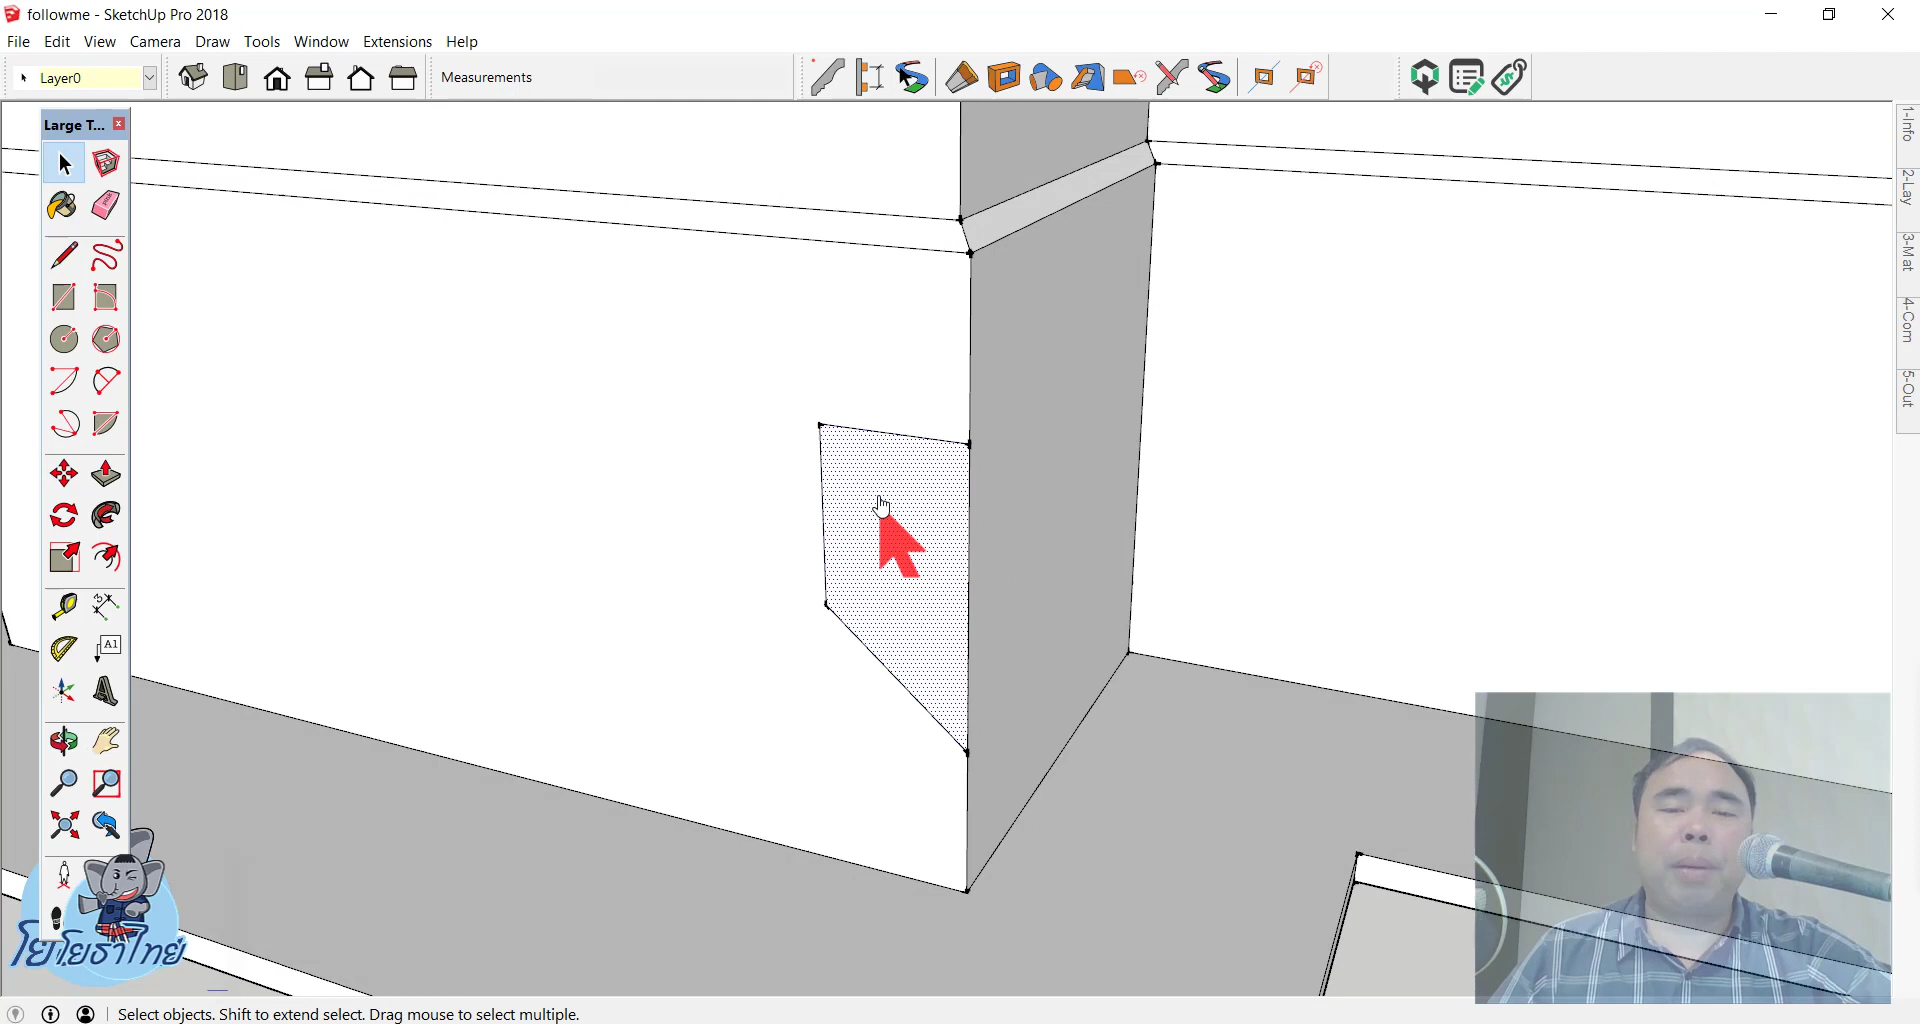 followme - SketchUp Pro 2018
File Edit View Camera Draw Tools Window Extensions Help
Layer0
Measurements
Large T...
A1
1-Info
2-Lay
3-Mat
4-Com
5-Out
โยโยธาไทย
Select objects. Shift to extend select. Drag mouse to select multiple.